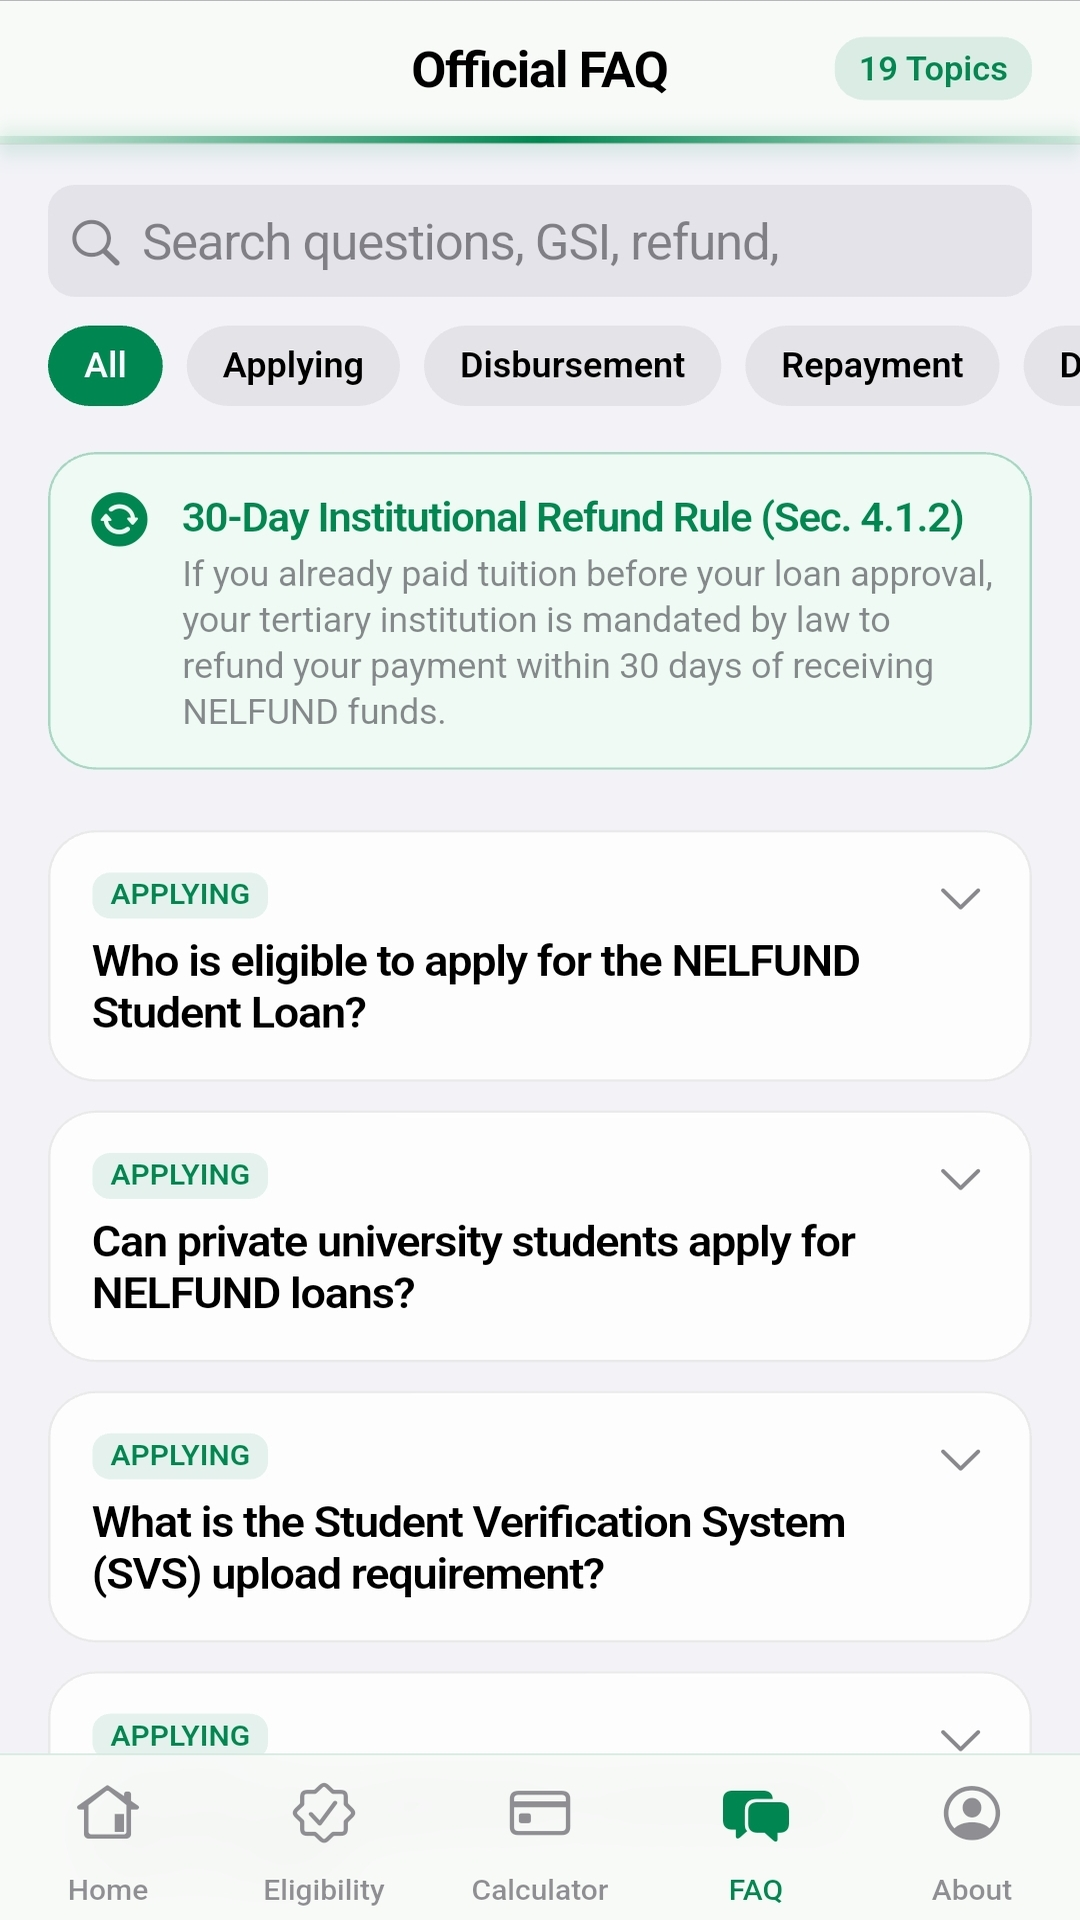 Official FAQ
19 Topics
Search questions, GSI, refund,
All
Applying
Disbursement
Repayment
D
30-Day Institutional Refund Rule (Sec. 4.1.2)
If you already paid tuition before your loan approval,
your tertiary institution is mandated by law to
refund your payment within 30 days of receiving
NELFUND funds.
APPLYING
Who is eligible to apply for the NELFUND
Student Loan?
APPLYING
Can private university students apply for
NELFUND loans?
APPLYING
What is the Student Verification System
(SVS) upload requirement?
APPLYING
Home
Eligibility
Calculator
FAQ
About